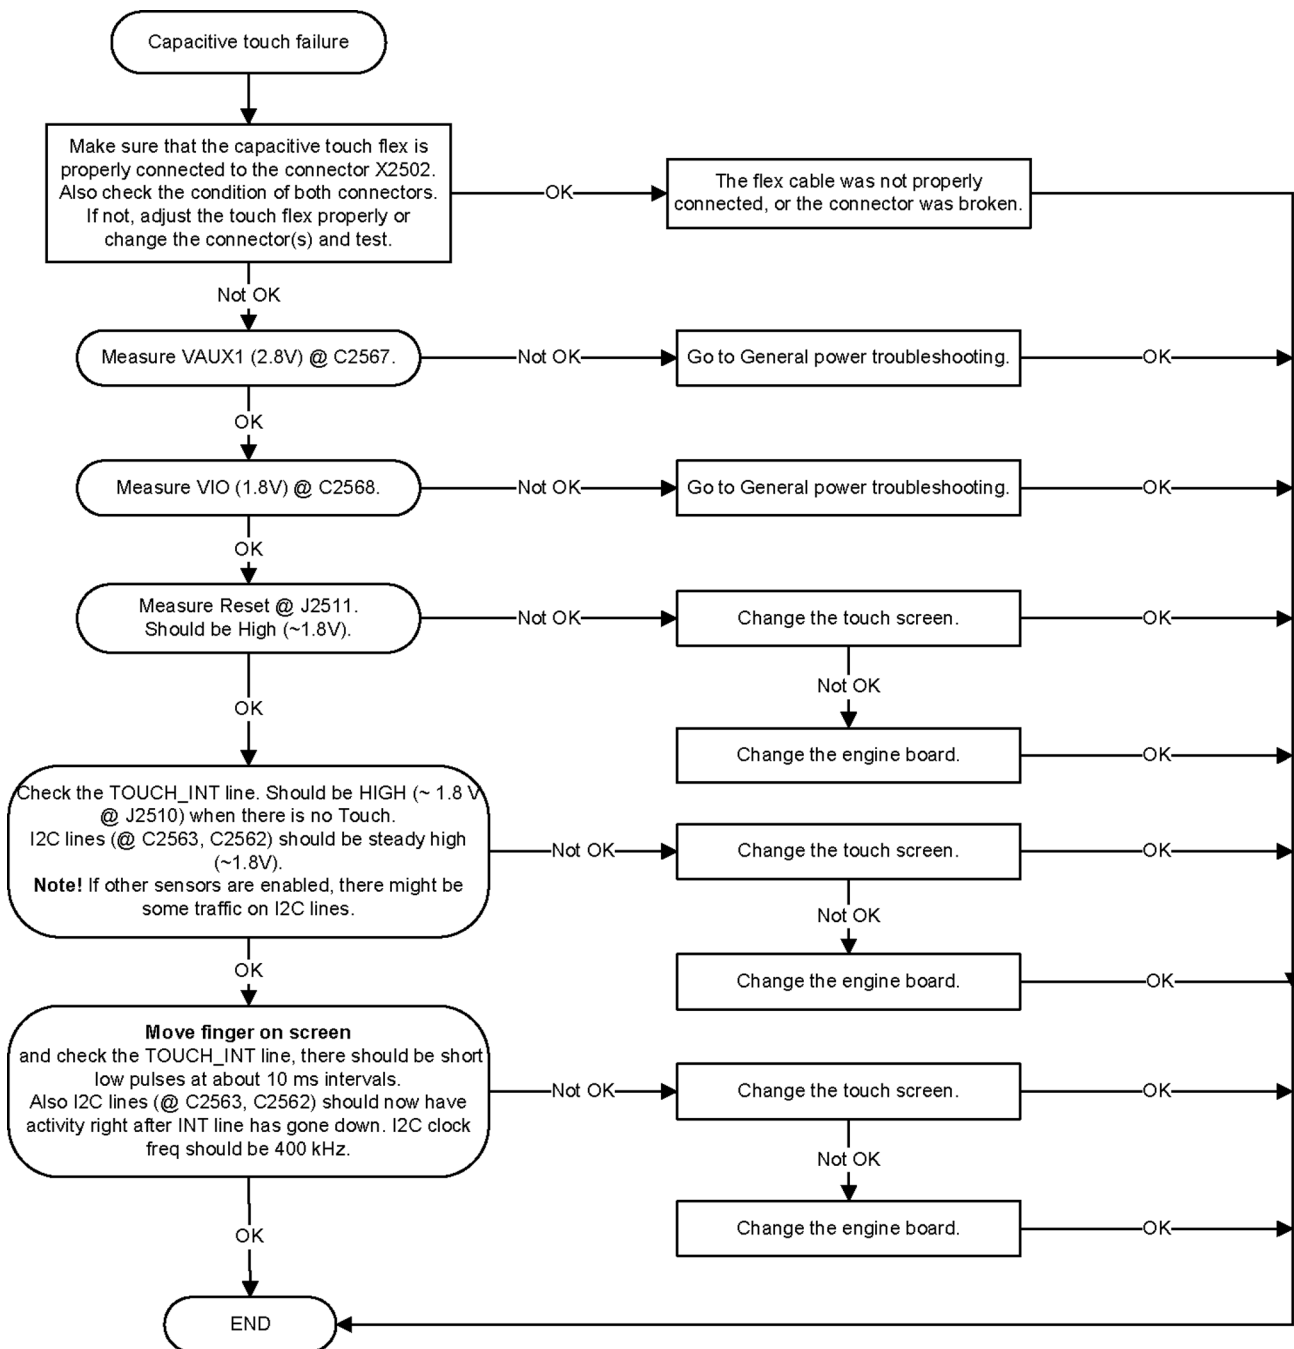 Capacitive touch failure
Make sure that the capacitive touch flex is
properly connected to the connector X2502.
Also check the condition of both connectors.
If not, adjust the touch flex properly or
change the connector(s) and test.
OK
The flex cable was not properly
connected, or the connector was broken.
Not OK
Measure VAUX1 (2.8V) @ C2567.
Not OK
Go to General power troubleshooting.
OK
OK
Measure VIO (1.8V) @ C2568.
Not OK
Go to General power troubleshooting.
OK
OK
Measure Reset @ J2511.
Should be High (~1.8V).
Not OK
Change the touch screen.
OK
Not OK
OK
Change the engine board.
OK
Check the TOUCH_INT line. Should be HIGH (~ 1.8 V
@ J2510) when there is no Touch.
I2C lines (@ C2563, C2562) should be steady high
(~1.8V).
Note! If other sensors are enabled, there might be
some traffic on I2C lines.
Not OK
Change the touch screen.
OK
Not OK
OK
Change the engine board.
OK
Move finger on screen
and check the TOUCH_INT line, there should be short
low pulses at about 10 ms intervals.
Also I2C lines (@ C2563, C2562) should now have
activity right after INT line has gone down. I2C clock
freq should be 400 kHz.
Not OK
Change the touch screen.
OK
Not OK
OK
Change the engine board.
OK
END